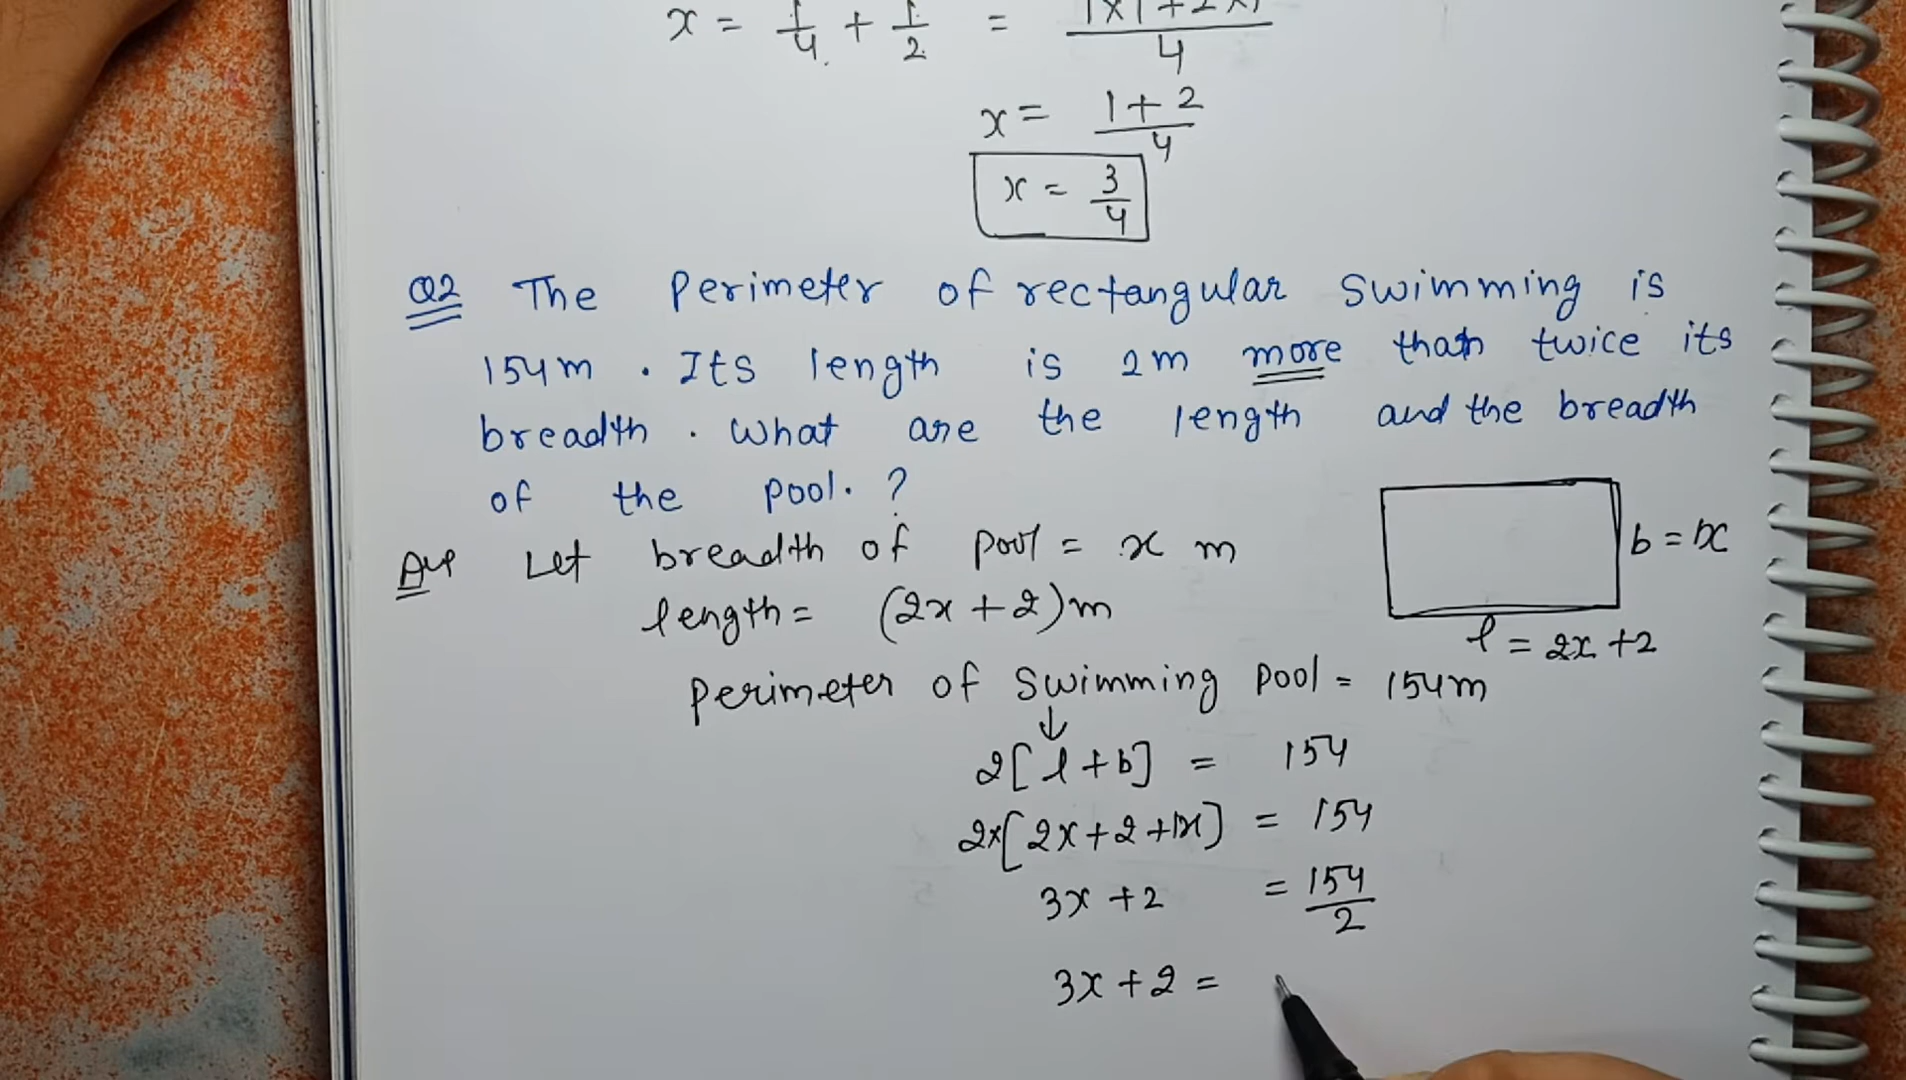 x = 1/4 + 1/2 = 1×1+2×1/4
x = 1+2/4
x = 3/4
Q2 The Perimeter of rectangular swimming is
154m. Its length is 2m more than twice its
breadth. What are the length and the breadth
of the pool. ?
Let breadth of pool = x m
b = x
length = (2x + 2)m
l = 2x + 2
Perimeter of swimming pool = 154m
↓
2[l+b] = 154
2×[2x+2+1x] = 154
3x + 2 = 154/2
3x + 2 =